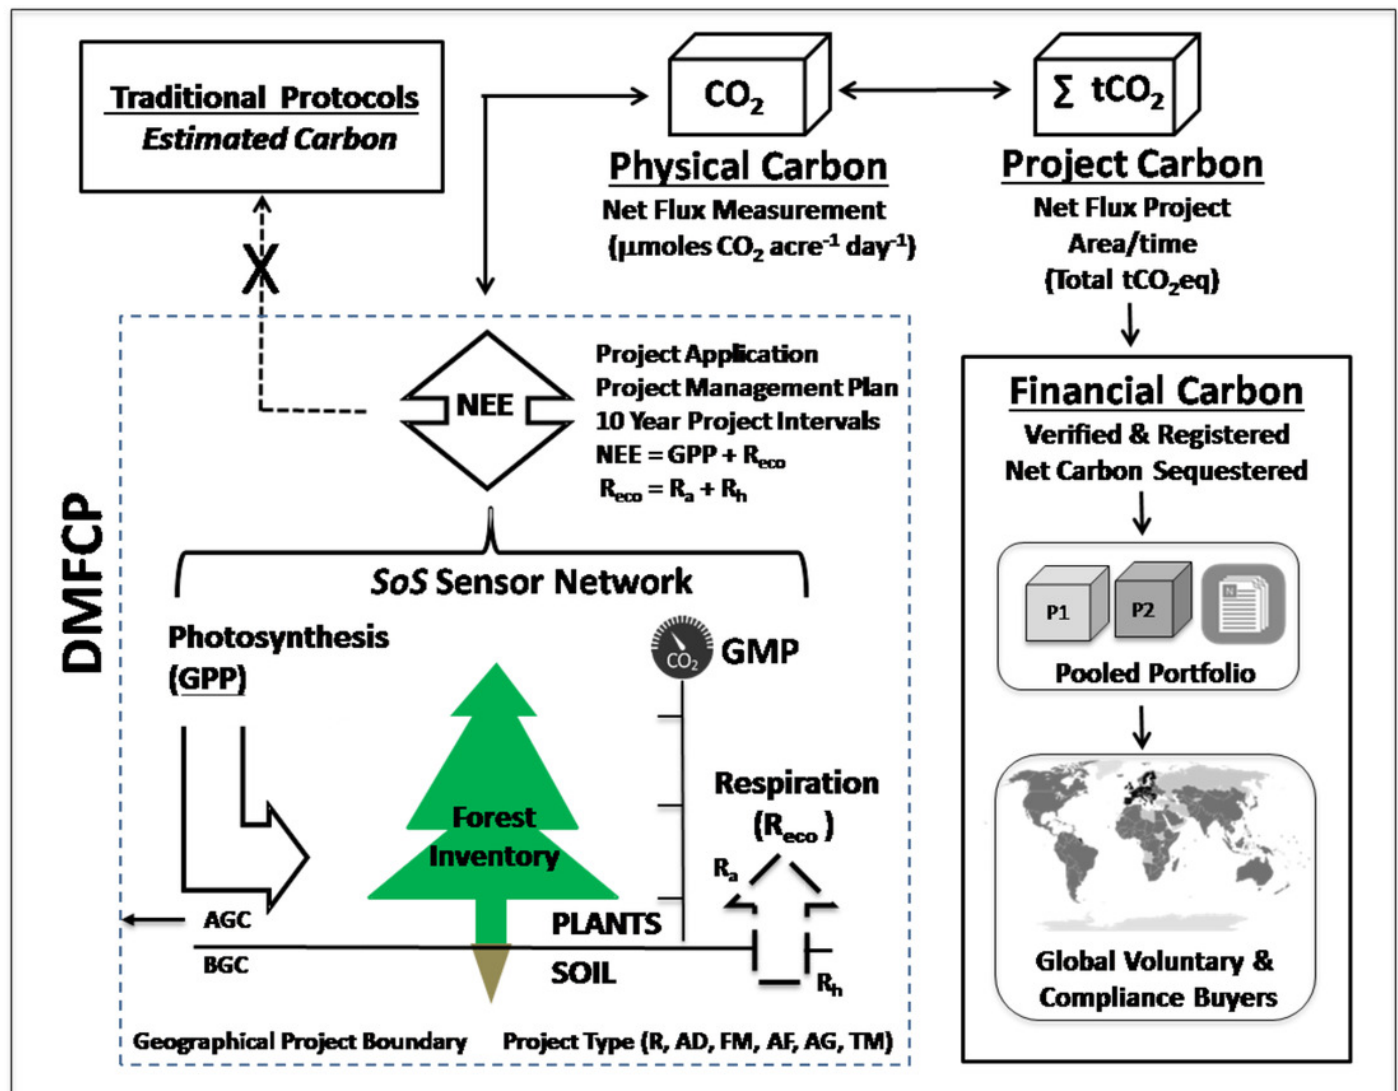 Traditional Protocols
Estimated Carbon
CO₂
Physical Carbon
Net Flux Measurement
(µmoles CO₂ acre⁻¹ day⁻¹)
∑ tCO₂
Project Carbon
Net Flux Project
Area/time
(Total tCO₂eq)
X
DMFCP
NEE
Project Application
Project Management Plan
10 Year Project Intervals
NEE = GPP + Reco
Reco = Ra + Rh
SoS Sensor Network
Photosynthesis
(GPP)
CO₂
GMP
Forest
Inventory
Respiration
(Reco )
Ra
Rh
AGC
BGC
PLANTS
SOIL
Geographical Project Boundary
Project Type (R, AD, FM, AF, AG, TM)
Financial Carbon
Verified & Registered
Net Carbon Sequestered
P1
P2
N
Pooled Portfolio
Global Voluntary &
Compliance Buyers